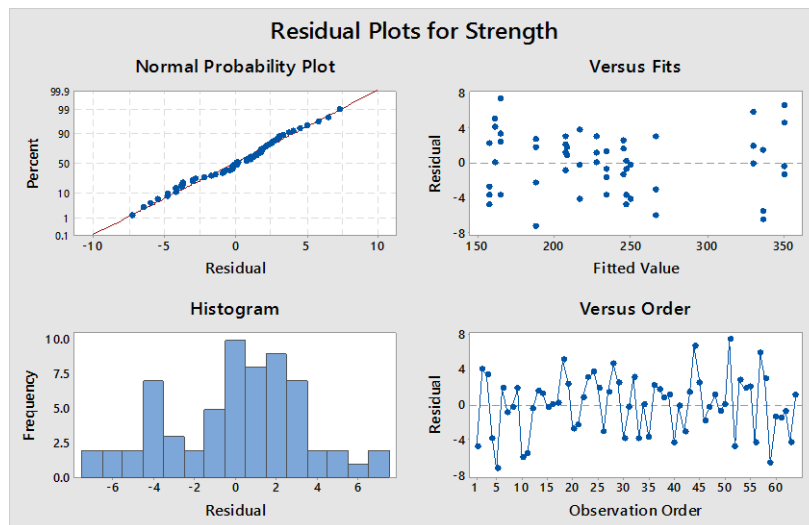 Residual Plots for Strength
Normal Probability Plot
99.9
99
90
50
10
1
0.1
Percent
-10 -5 0 5 10
Residual
Versus Fits
8
4
0
-4
-8
Residual
150 200 250 300 350
Fitted Value
Histogram
10.0
7.5
5.0
2.5
0.0
Frequency
-6 -4 -2 0 2 4 6
Residual
Versus Order
8
4
0
-4
-8
Residual
1 5 10 15 20 25 30 35 40 45 50 55 60
Observation Order